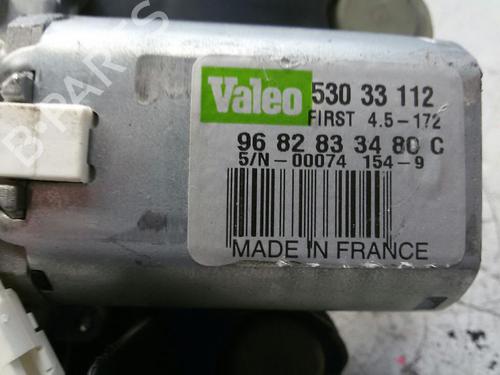 Valeo 530 33 112
FIRST 4.5-172
96 82 83 34 80 C
S/N-00074 154-9
MADE IN FRANCE
B-PARTS